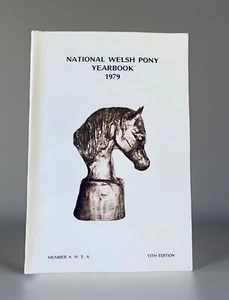 NATIONAL WELSH PONY
YEARBOOK
1979
MEMBER A. H. S. A. 11TH EDITION